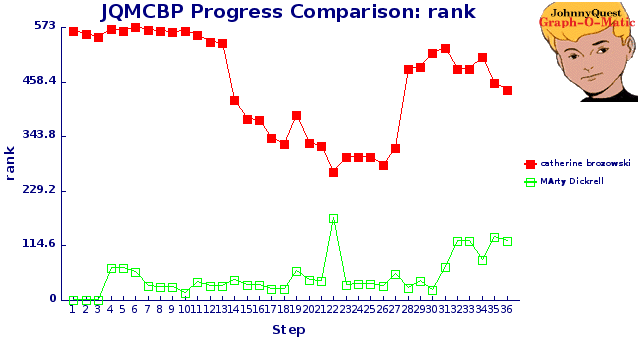 JQMCBP Progress Comparison: rank
JohnnyQuest
Graph-O-Matic
573
458.4
343.8
229.2
114.6
0
rank
1 2 3 4 5 6 7 8 9 10 11 12 13 14 15 16 17 18 19 20 21 22 23 24 25 26 27 28 29 30 31 32 33 34 35 36
Step
catherine brozowski
MArty Dickrell